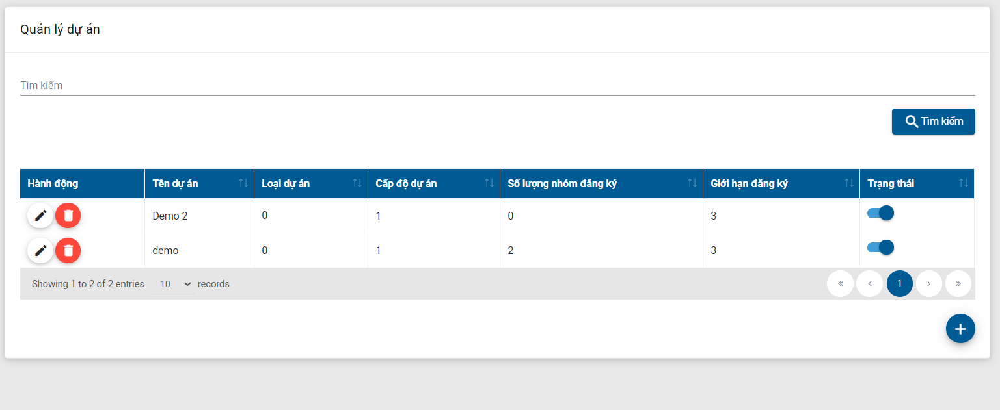 Quản lý dự án
Tìm kiếm
Tìm kiếm
Hành động Tên dự án Loại dự án Cấp độ dự án Số lượng nhóm đăng ký Giới hạn đăng ký Trạng thái
Demo 2 0 1 0 3
demo 0 1 2 3
Showing 1 to 2 of 2 entries 10 records « ‹ 1 › »